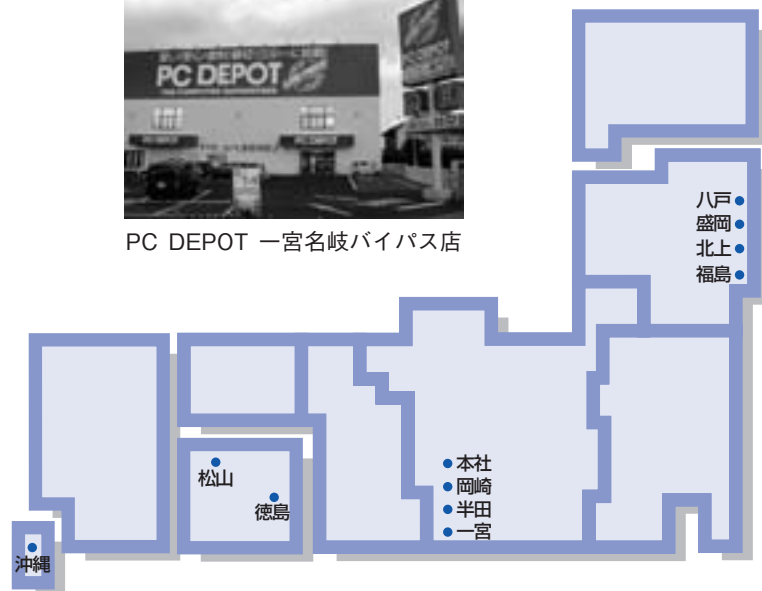 PC DEPOT
PC DEPOT 一宮名岐バイパス店
八戸
盛岡
北上
福島
本社
岡崎
半田
一宮
松山
徳島
沖縄